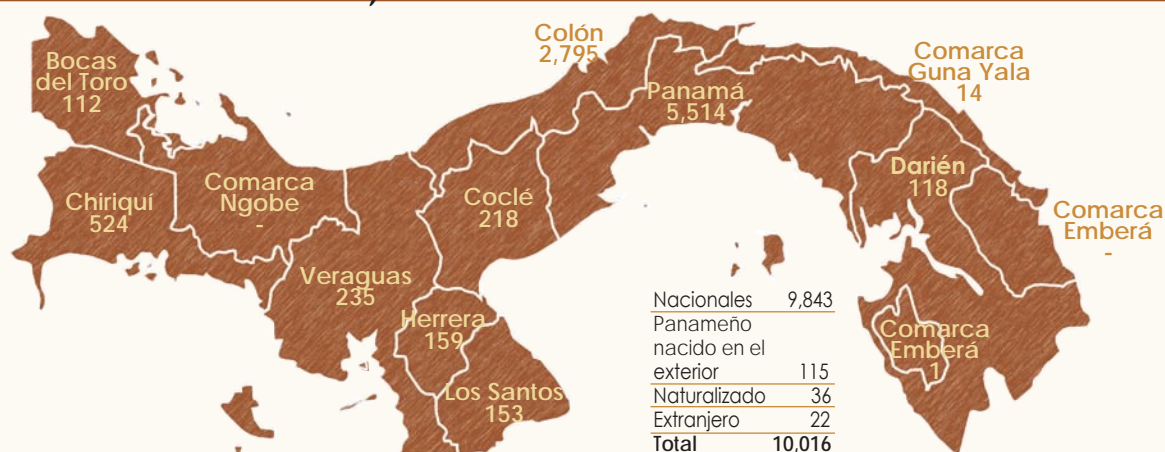 Bocas
del Toro
112
Colón
2,795
Comarca
Guna Yala
14
Panamá
5,514
Chiriquí
524
Comarca
Ngobe
-
Coclé
218
Darién
118
Comarca
Emberá
-
Veraguas
235
Herrera
159
Los Santos
153
Comarca
Emberá
1
Nacionales 9,843
Panameño
nacido en el
exterior 115
Naturalizado 36
Extranjero 22
Total 10,016